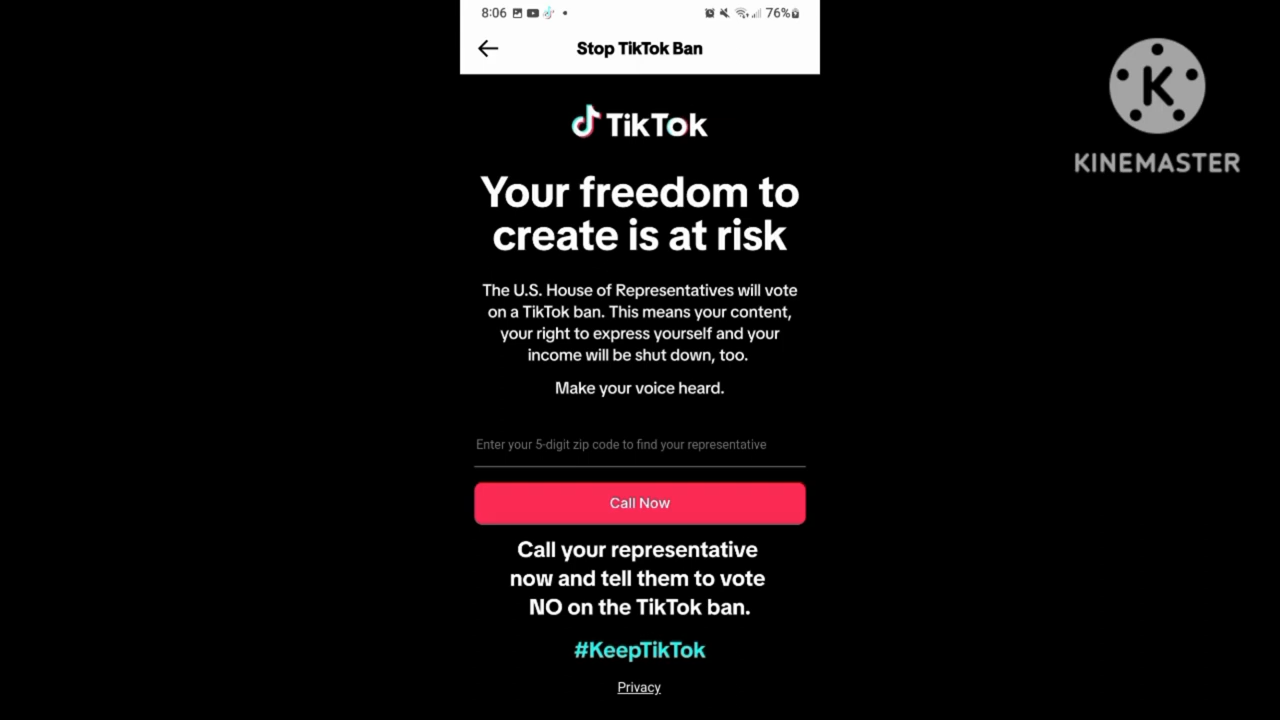 8:06
76%
Stop TikTok Ban
TikTok
Your freedom to
create is at risk
The U.S. House of Representatives will vote
on a TikTok ban. This means your content,
your right to express yourself and your
income will be shut down, too.
Make your voice heard.
Enter your 5-digit zip code to find your representative
Call Now
Call your representative
now and tell them to vote
NO on the TikTok ban.
#KeepTikTok
Privacy
K
KINEMASTER